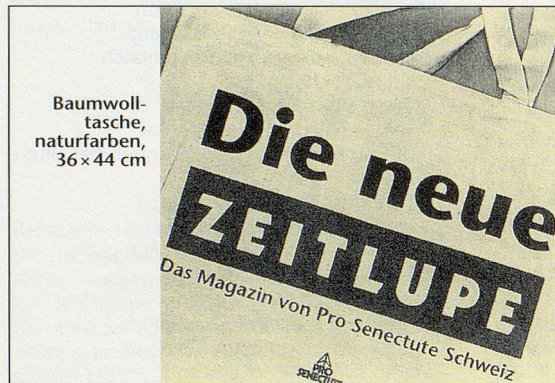 Baumwoll-
tasche,
naturfarben,
36×44 cm
Die neue
ZEITLUPE
Das Magazin von Pro Senectute Schweiz
PRO
SENECTUTE